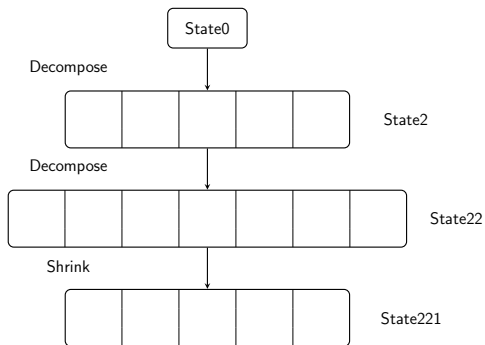 State0
Decompose
State2
Decompose
State22
Shrink
State221